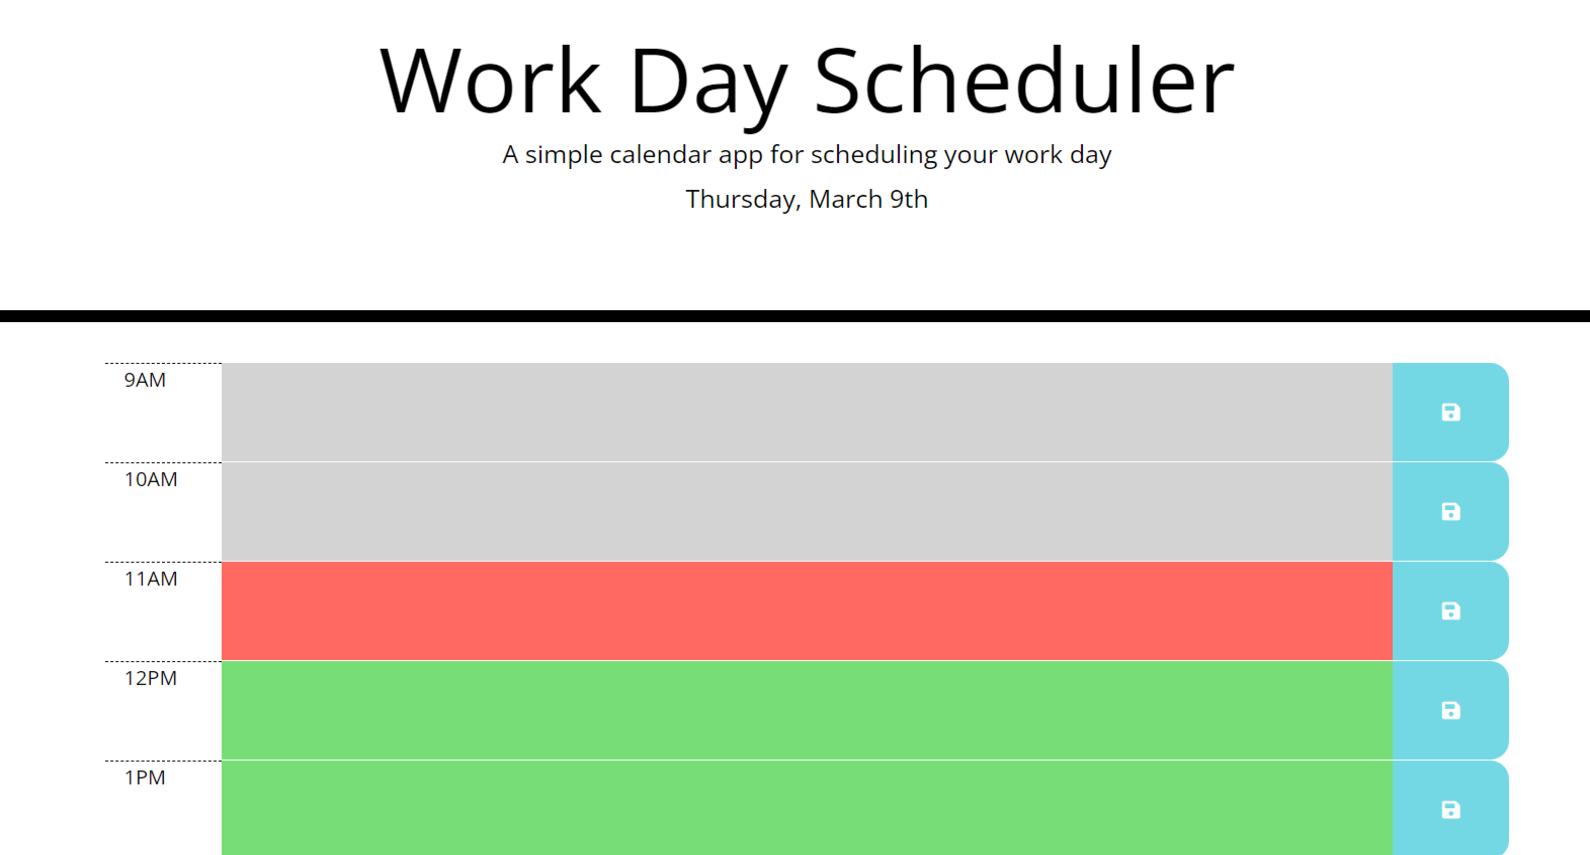 Work Day Scheduler
A simple calendar app for scheduling your work day
Thursday, March 9th
9AM
10AM
11AM
12PM
1PM